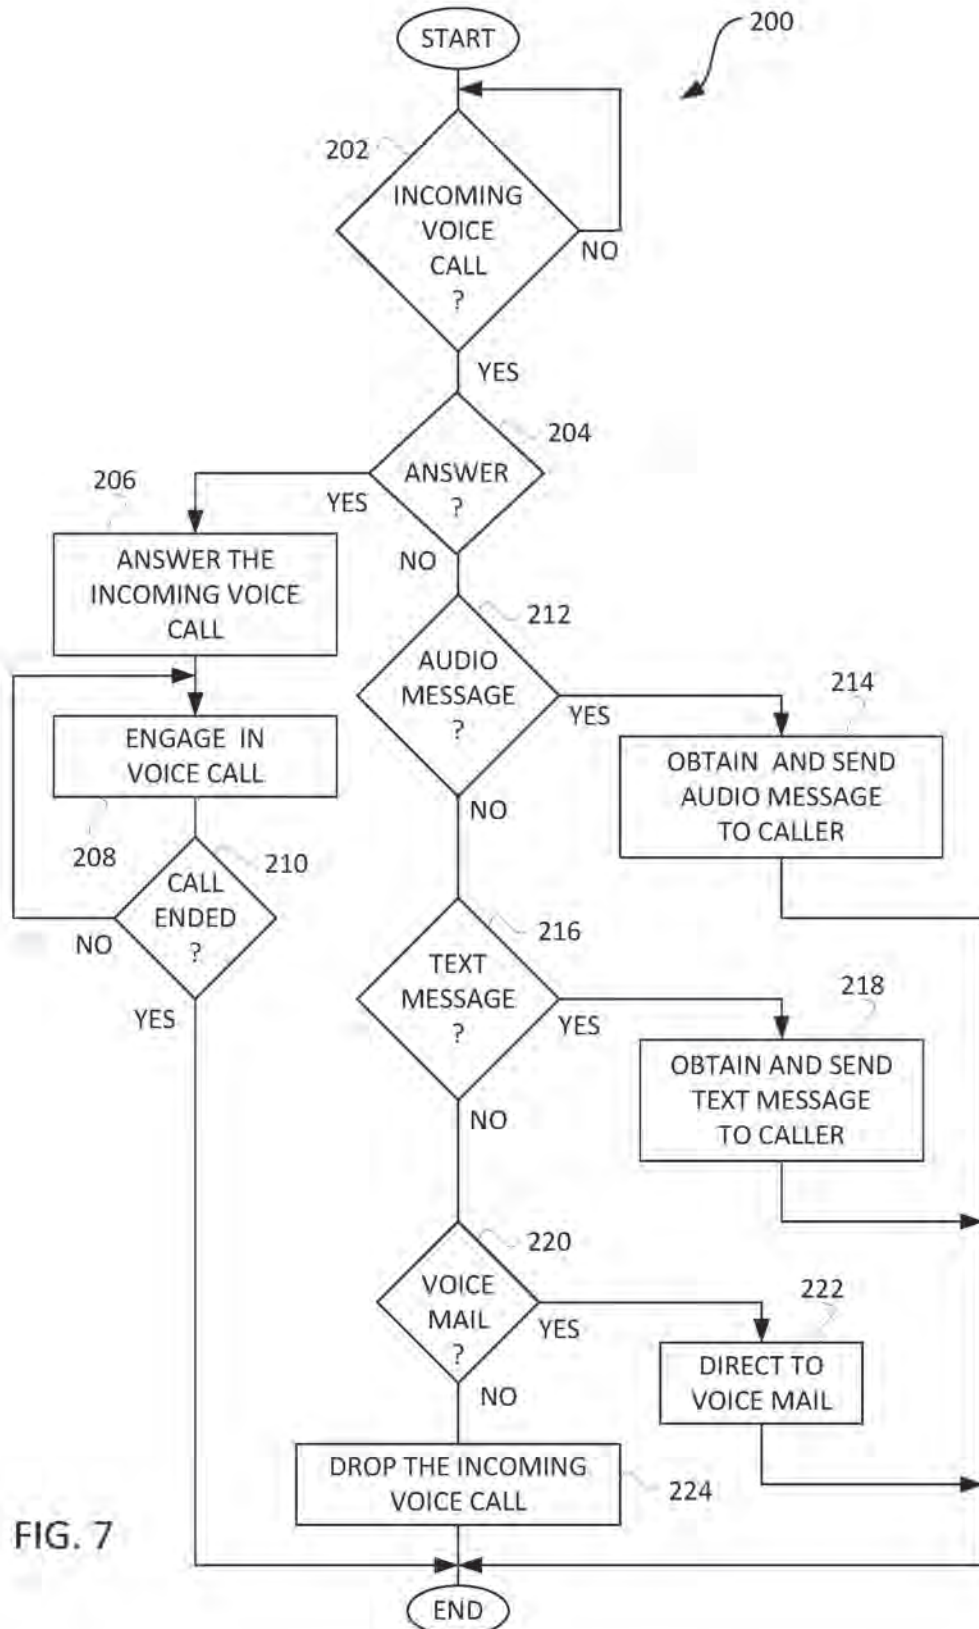 START
200
202
INCOMING
VOICE
CALL
?
NO
YES
204
ANSWER
?
YES
NO
206
ANSWER THE
INCOMING VOICE
CALL
212
AUDIO
MESSAGE
?
YES
NO
214
OBTAIN AND SEND
AUDIO MESSAGE
TO CALLER
ENGAGE IN
VOICE CALL
208
210
CALL
ENDED
?
NO
YES
216
TEXT
MESSAGE
?
YES
NO
218
OBTAIN AND SEND
TEXT MESSAGE
TO CALLER
220
VOICE
MAIL
?
YES
NO
222
DIRECT TO
VOICE MAIL
DROP THE INCOMING
VOICE CALL
224
FIG. 7
END